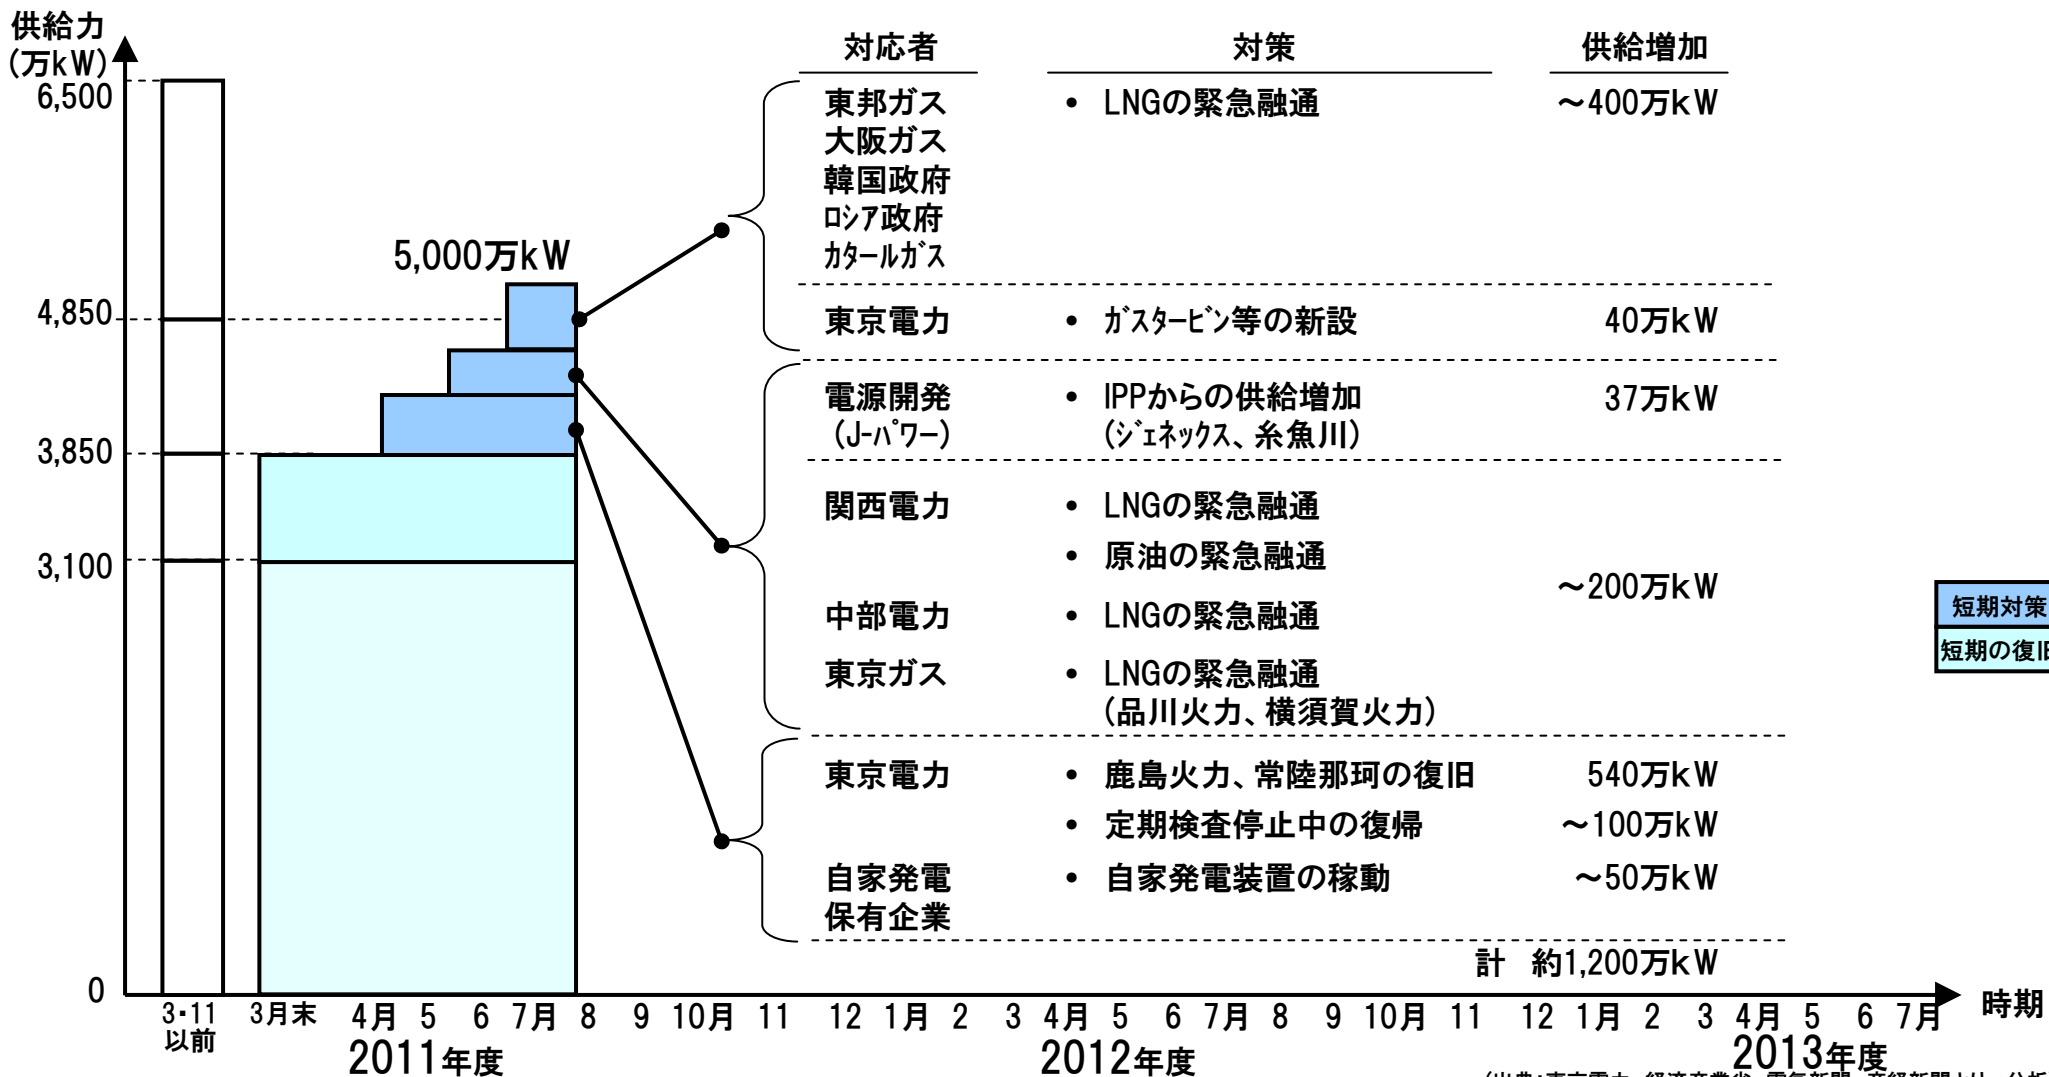 供給力
(万kW)
6,500
4,850
3,850
3,100
0
5,000万kW
対応者 対策 供給増加
東邦ガス ・ LNGの緊急融通 ～400万kW
大阪ガス
韓国政府
ﾛｼｱ政府
ｶﾀｰﾙｶﾞｽ
東京電力 ・ ｶﾞｽﾀｰﾋﾞﾝ等の新設 40万kW
電源開発 ・ IPPからの供給増加 37万kW
(J-ﾊﾟﾜｰ) (ｼﾞｪﾈｯｸｽ、糸魚川)
関西電力 ・ LNGの緊急融通
・ 原油の緊急融通
～200万kW
中部電力 ・ LNGの緊急融通
東京ガス ・ LNGの緊急融通
(品川火力、横須賀火力)
東京電力 ・ 鹿島火力、常陸那珂の復旧 540万kW
・ 定期検査停止中の復帰 ～100万kW
自家発電 ・ 自家発電装置の稼動 ～50万kW
保有企業
計 約1,200万kW
短期対策
短期の復旧
3・11
以前
3月末 4月 5 6 7月 8 9 10月 11 12 1月 2 3 4月 5 6 7月 8 9 10月 11 12 1月 2 3 4月 5 6 7月 時期
2011年度 2012年度 2013年度